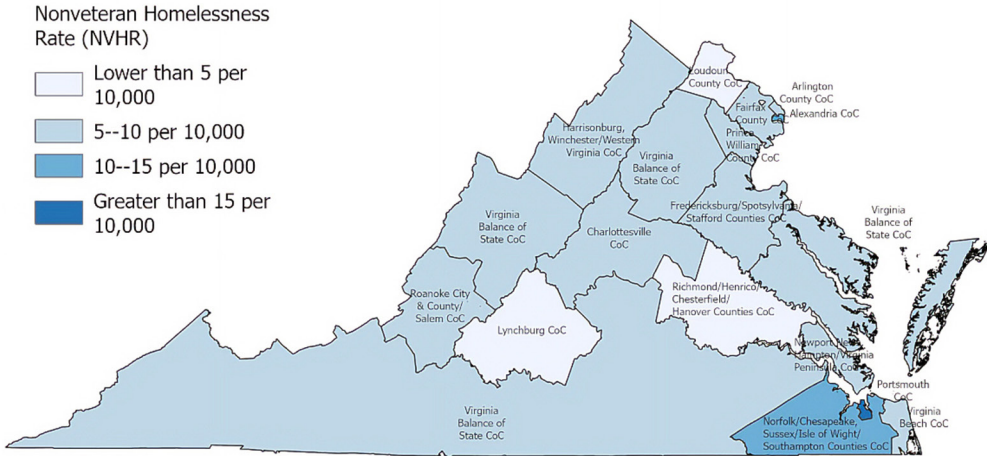 Nonveteran Homelessness
Rate (NVHR)
Lower than 5 per
10,000
5--10 per 10,000
10--15 per 10,000
Greater than 15 per
10,000
Loudoun
County CoC
Arlington
County CoC
Fairfax
County CoC
Alexandria CoC
Prince
William
County CoC
Harrisonburg,
Winchester/Western
Virginia CoC
Virginia
Balance of
State CoC
Fredericksburg/Spotsylvania/
Stafford Counties CoC
Virginia
Balance of
State CoC
Virginia
Balance of
State CoC
Charlottesville
CoC
Roanoke City
& County/
Salem CoC
Lynchburg CoC
Richmond/Henrico/
Chesterfield/
Hanover Counties CoC
Newport News
Hampton/Virginia
Peninsula CoC
Portsmouth
CoC
Virginia
Beach CoC
Virginia
Balance of
State CoC
Norfolk/Chesapeake,
Sussex/Isle of Wight/
Southampton Counties CoC